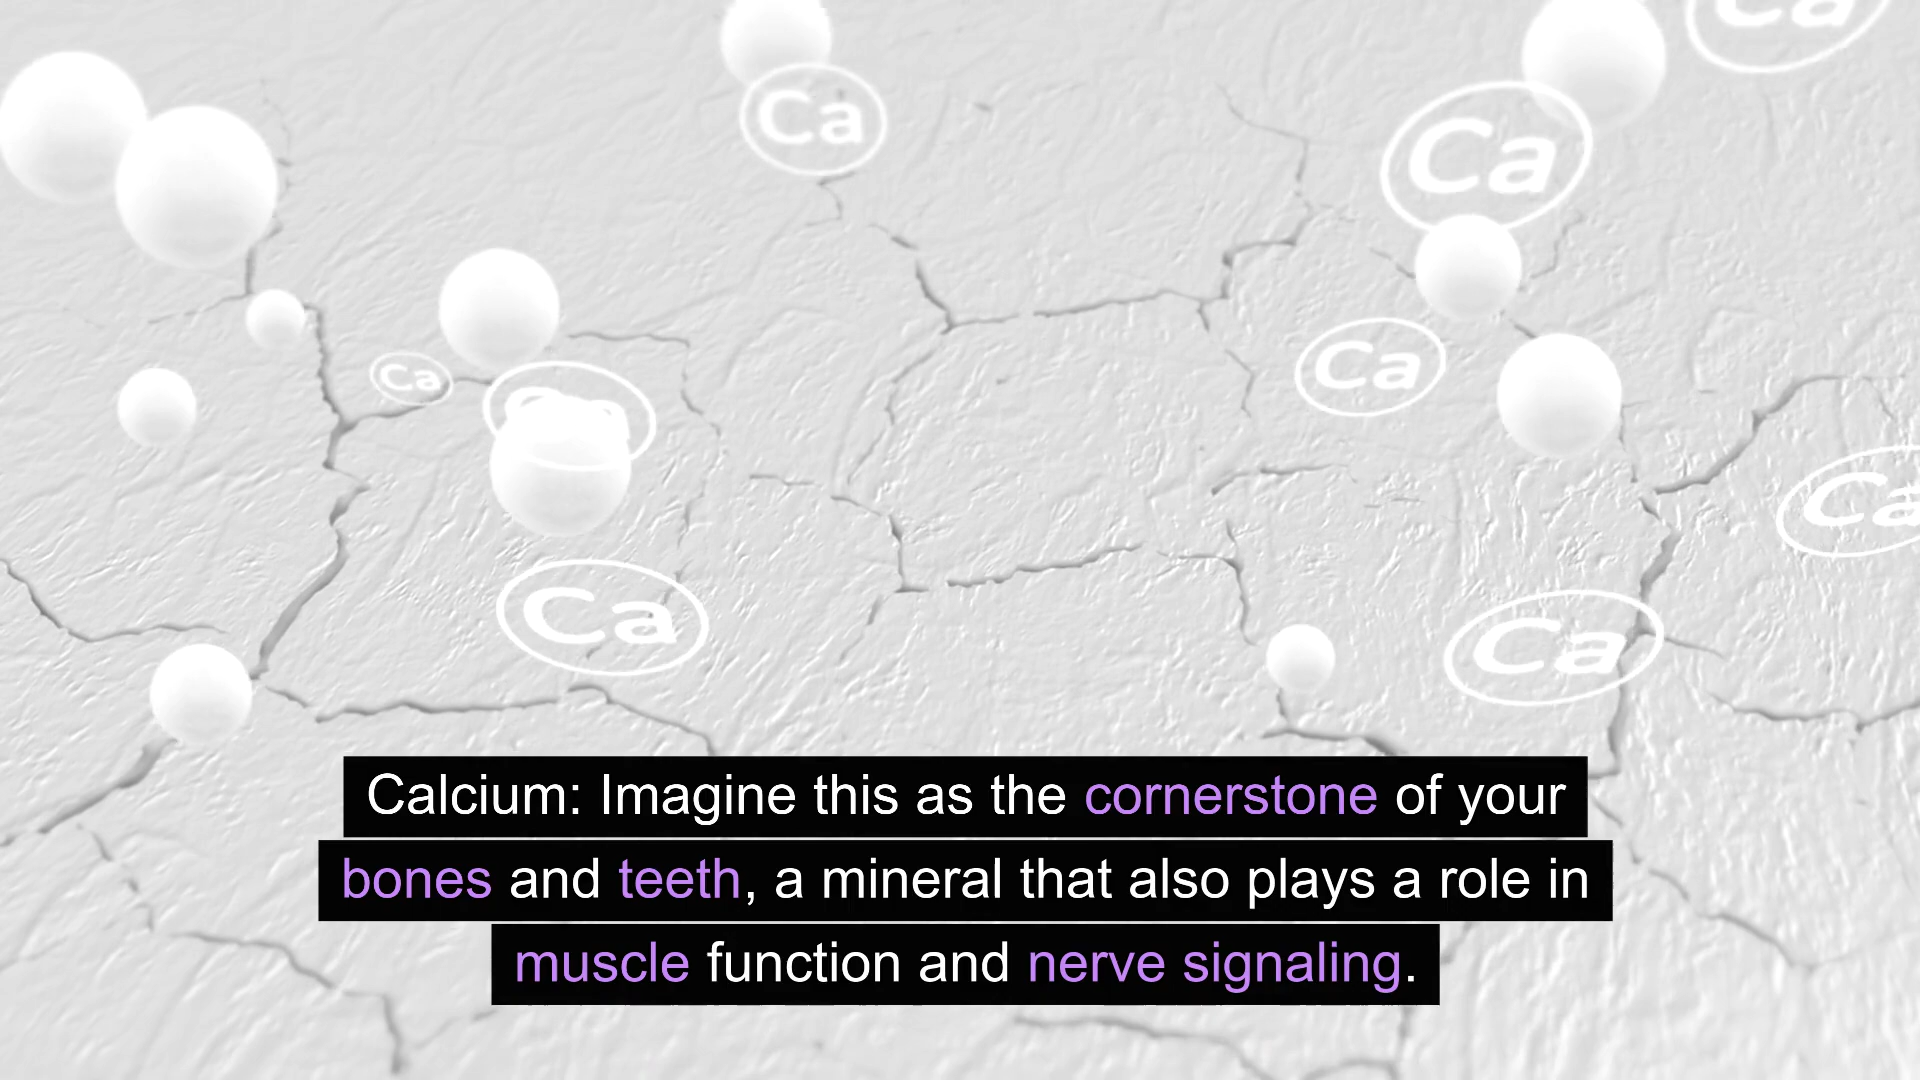 Ca
Ca
Ca
Ca
Ca
Ca
Ca
Ca
Calcium: Imagine this as the cornerstone of your
bones and teeth, a mineral that also plays a role in
muscle function and nerve signaling.